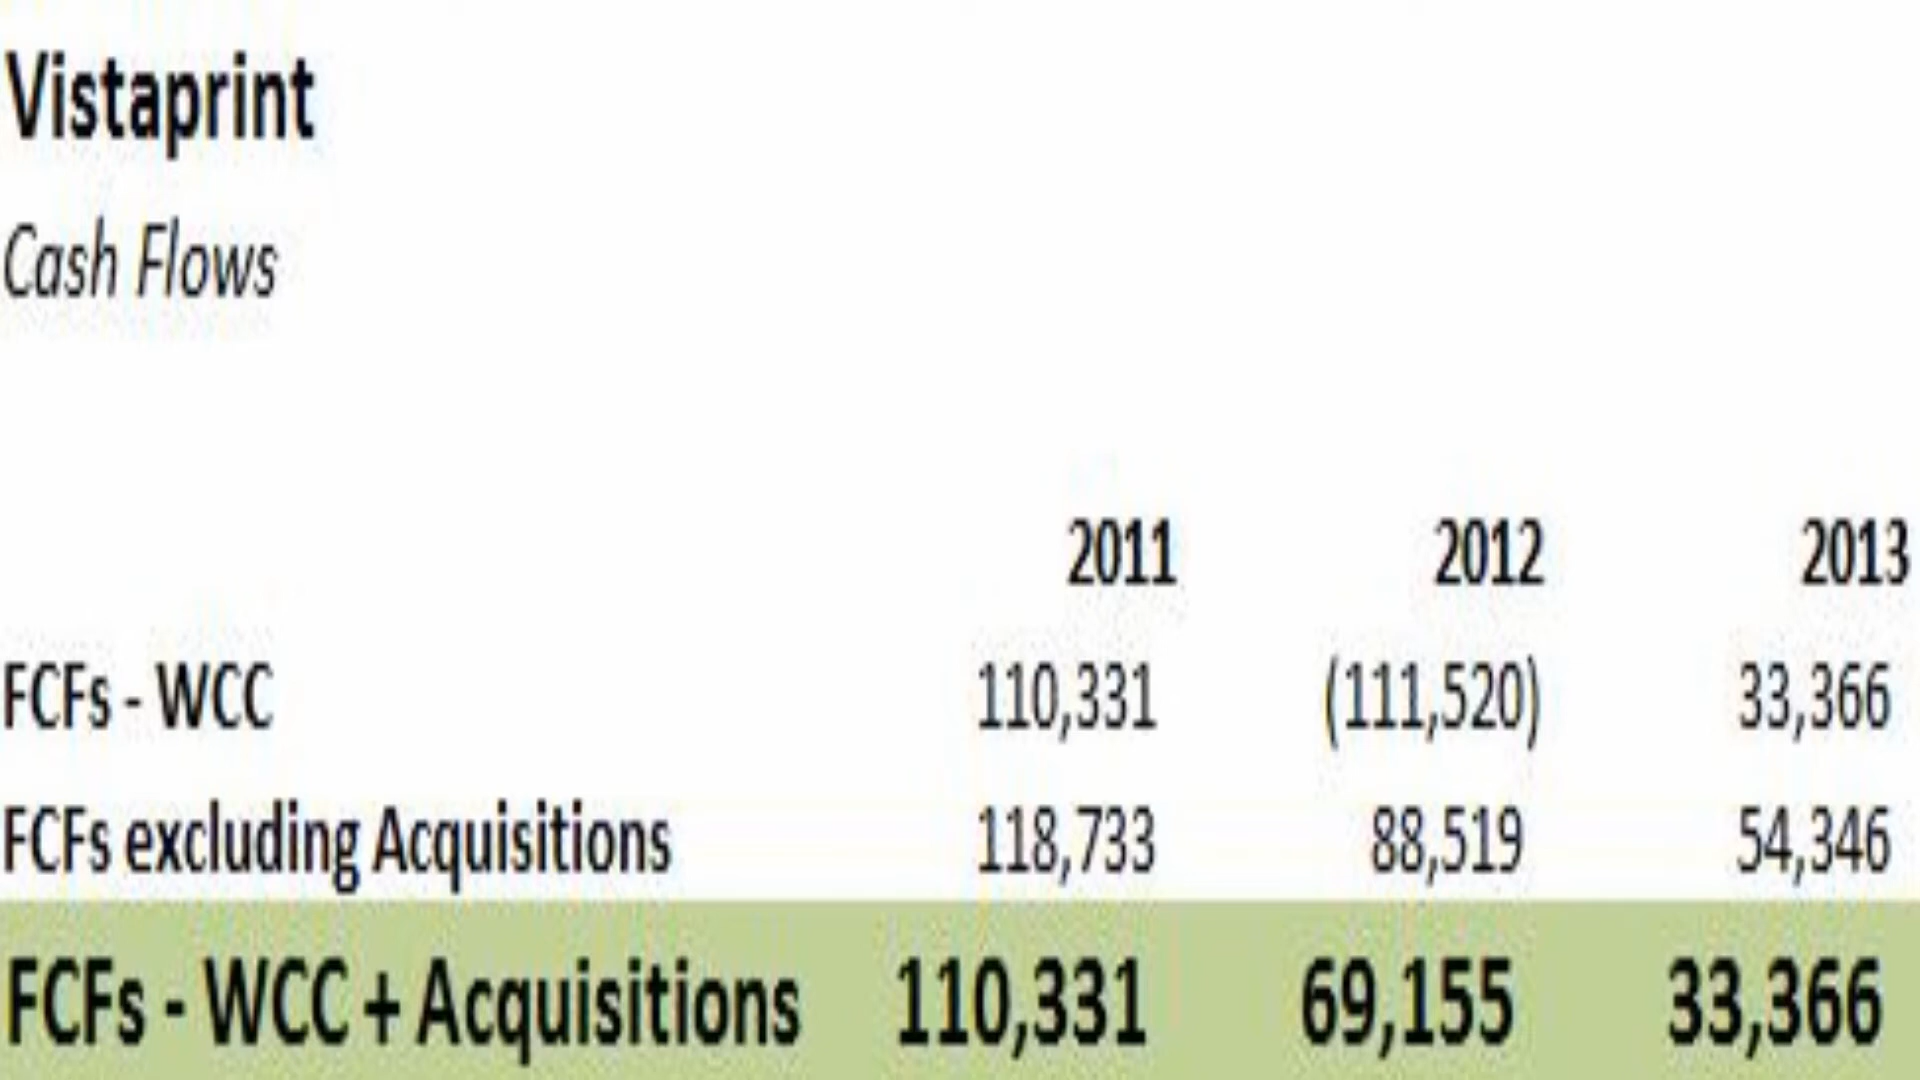 Vistaprint
Cash Flows
2011 2012 2013
FCFs - WCC 110,331 (111,520) 33,366
FCFs excluding Acquisitions 118,733 88,519 54,346
FCFs - WCC + Acquisitions 110,331 69,155 33,366